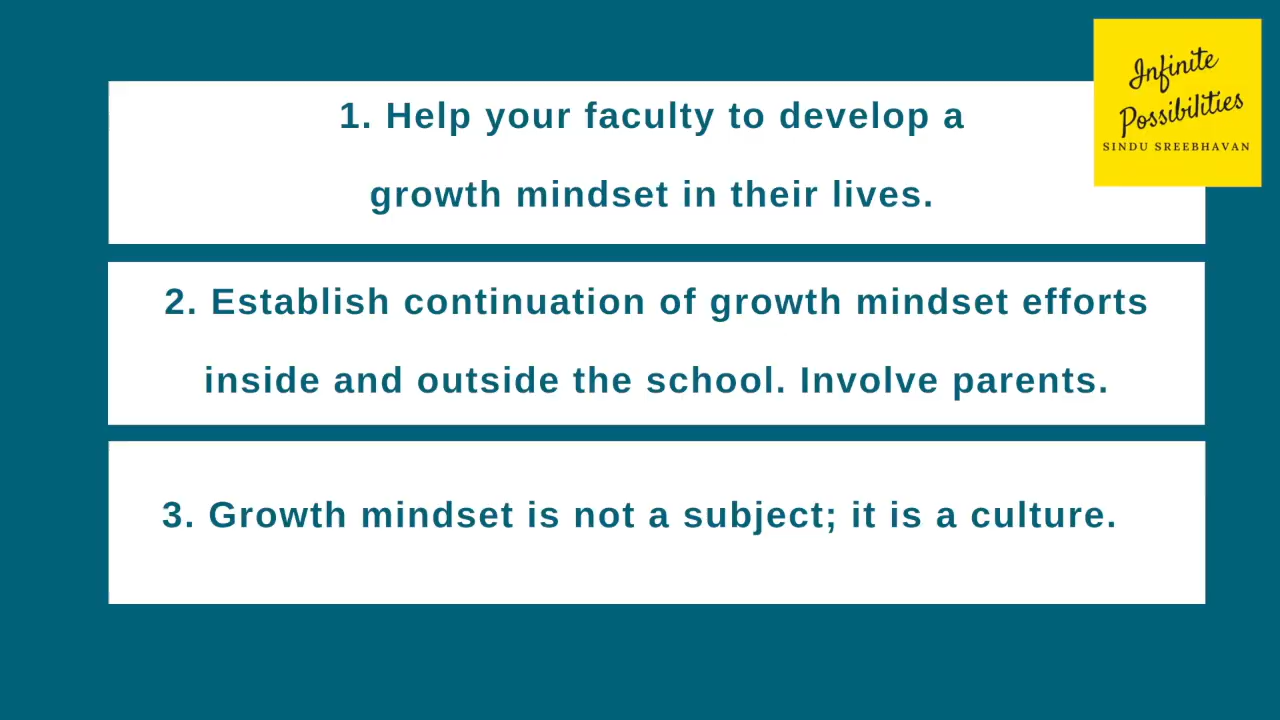 Infinite
Possibilities
SINDU SREEBHAVAN
1. Help your faculty to develop a
growth mindset in their lives.
2. Establish continuation of growth mindset efforts
inside and outside the school. Involve parents.
3. Growth mindset is not a subject; it is a culture.